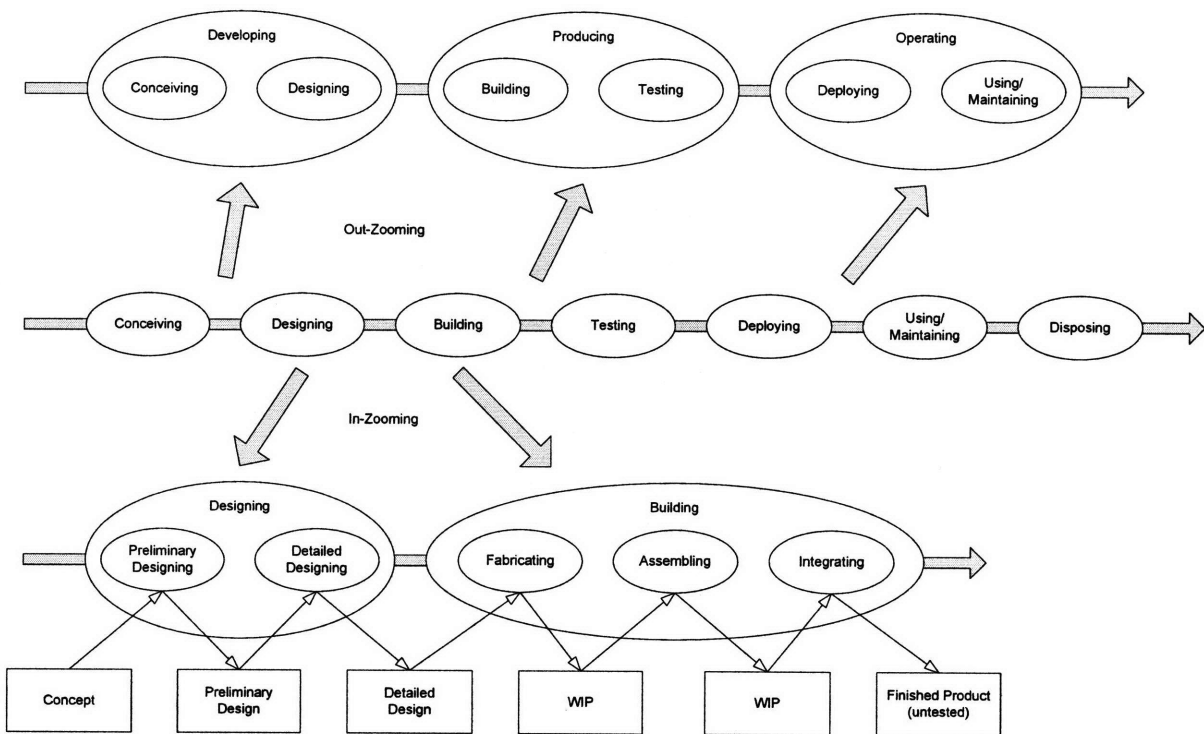 Developing
Producing
Operating
Conceiving
Designing
Building
Testing
Deploying
Using/
Maintaining
Out-Zooming
Conceiving
Designing
Building
Testing
Deploying
Using/
Maintaining
Disposing
In-Zooming
Designing
Building
Preliminary
Designing
Detailed
Designing
Fabricating
Assembling
Integrating
Concept
Preliminary
Design
Detailed
Design
WIP
WIP
Finished Product
(untested)